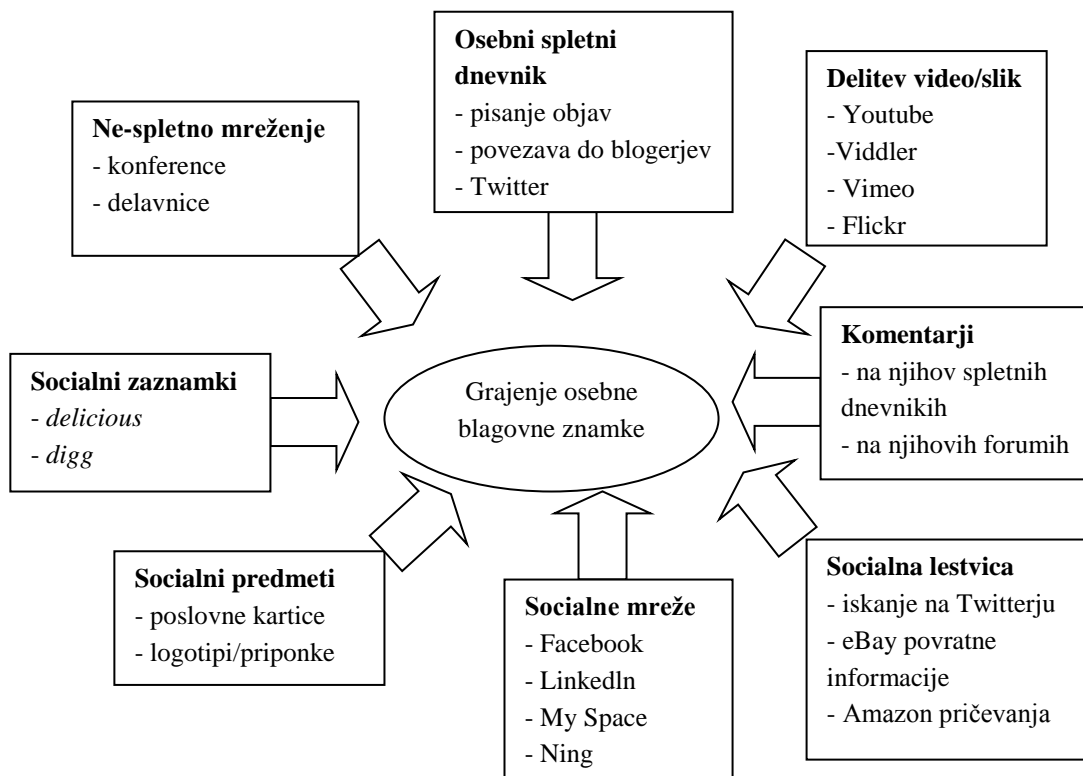 Osebni spletni
dnevnik
- pisanje objav
- povezava do blogerjev
- Twitter
Delitev video/slik
- Youtube
-Viddler
- Vimeo
- Flickr
Ne-spletno mreženje
- konference
- delavnice
Komentarji
- na njihov spletnih
dnevnikih
- na njihovih forumih
Socialni zaznamki
- delicious
- digg
Grajenje osebne
blagovne znamke
Socialni predmeti
- poslovne kartice
- logotipi/priponke
Socialne mreže
- Facebook
- Linkedln
- My Space
- Ning
Socialna lestvica
- iskanje na Twitterju
- eBay povratne
informacije
- Amazon pričevanja